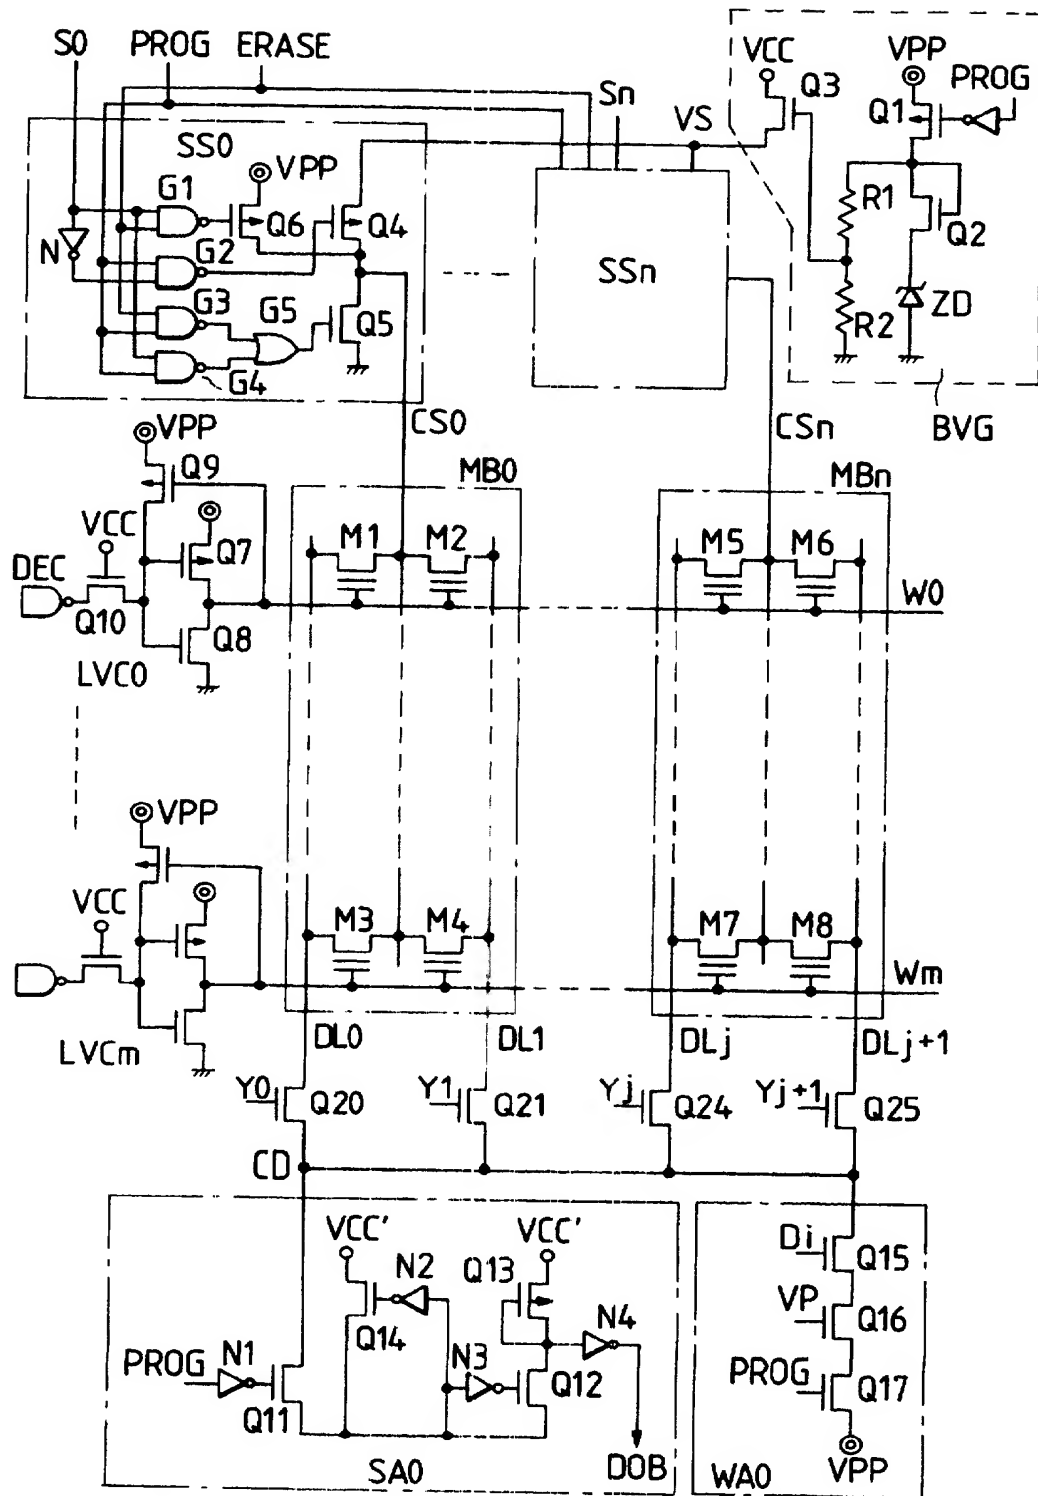 S0 PROG ERASE
VCC VPP
Q3 PROG
Sn VS Q1
SS0
VPP
G1
Q6 Q4
R1
N G2
Q2
SSn
G3 G5
Q5
ZD
R2
G4
CS0 CSn BVG
VPP
Q9 MB0 MBn
VCC
M1 M2 M5 M6
DEC Q7
W0
Q10 Q8
LVC0
VPP
VCC
M3 M4 M7 M8
Wm
LVCm
DL0 DL1 DLj DLj+1
Y0 Y1 Yj Yj+1
Q20 Q21 Q24 Q25
CD
VCC' VCC'
Di Q15
N2 Q13
VP Q16
Q14 N4
PROG N1 N3 Q12
PROG Q17
Q11
SA0 DOB WA0 VPP